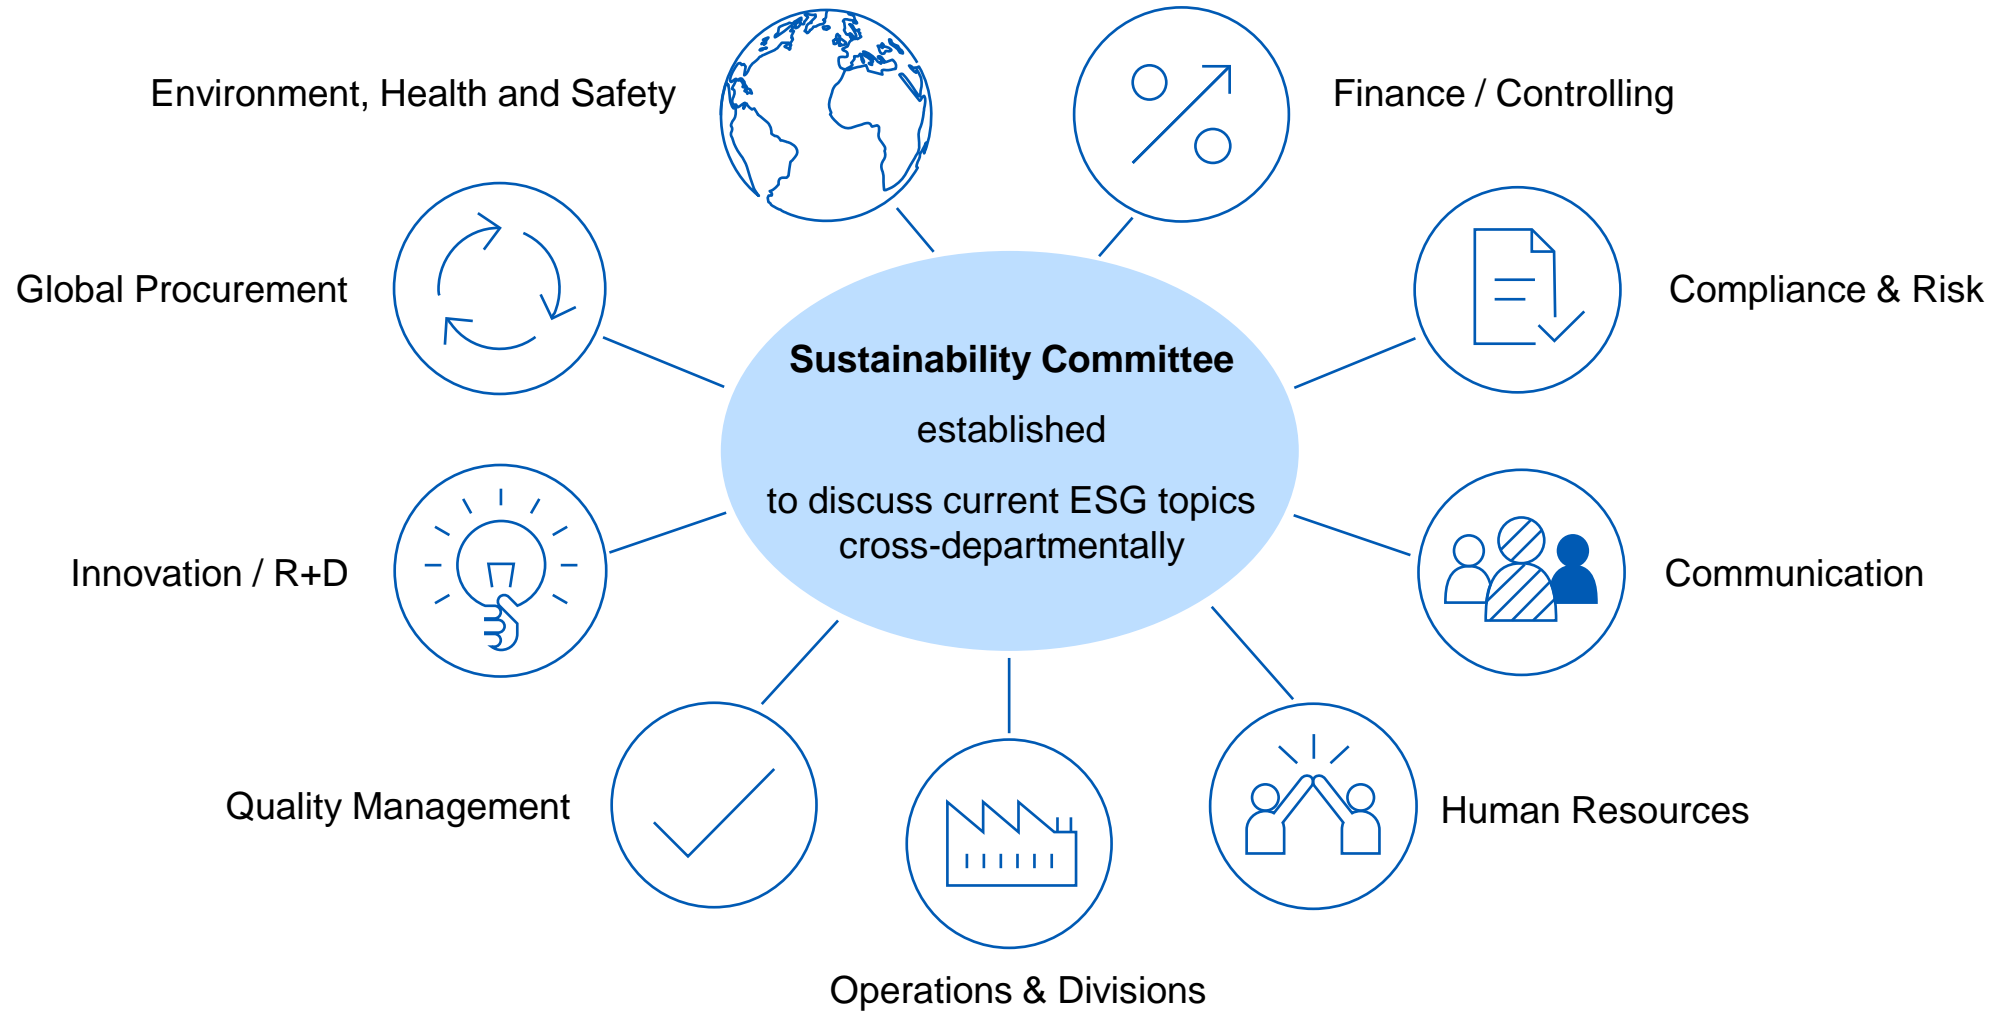 Environment, Health and Safety
Finance / Controlling
Global Procurement
Compliance & Risk
Sustainability Committee
established
to discuss current ESG topics
cross-departmentally
Innovation / R+D
Communication
Quality Management
Human Resources
Operations & Divisions